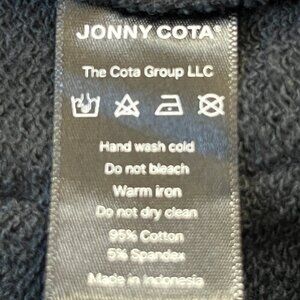 JONNY COTA®
The Cota Group LLC
Hand wash cold
Do not bleach
Warm iron
Do not dry clean
95% Cotton
5% Spandex
Made in Indonesia